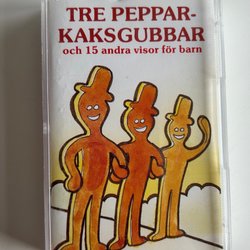 TRE PEPPAR-
KAKSGUBBAR
och 15 andra visor för barn